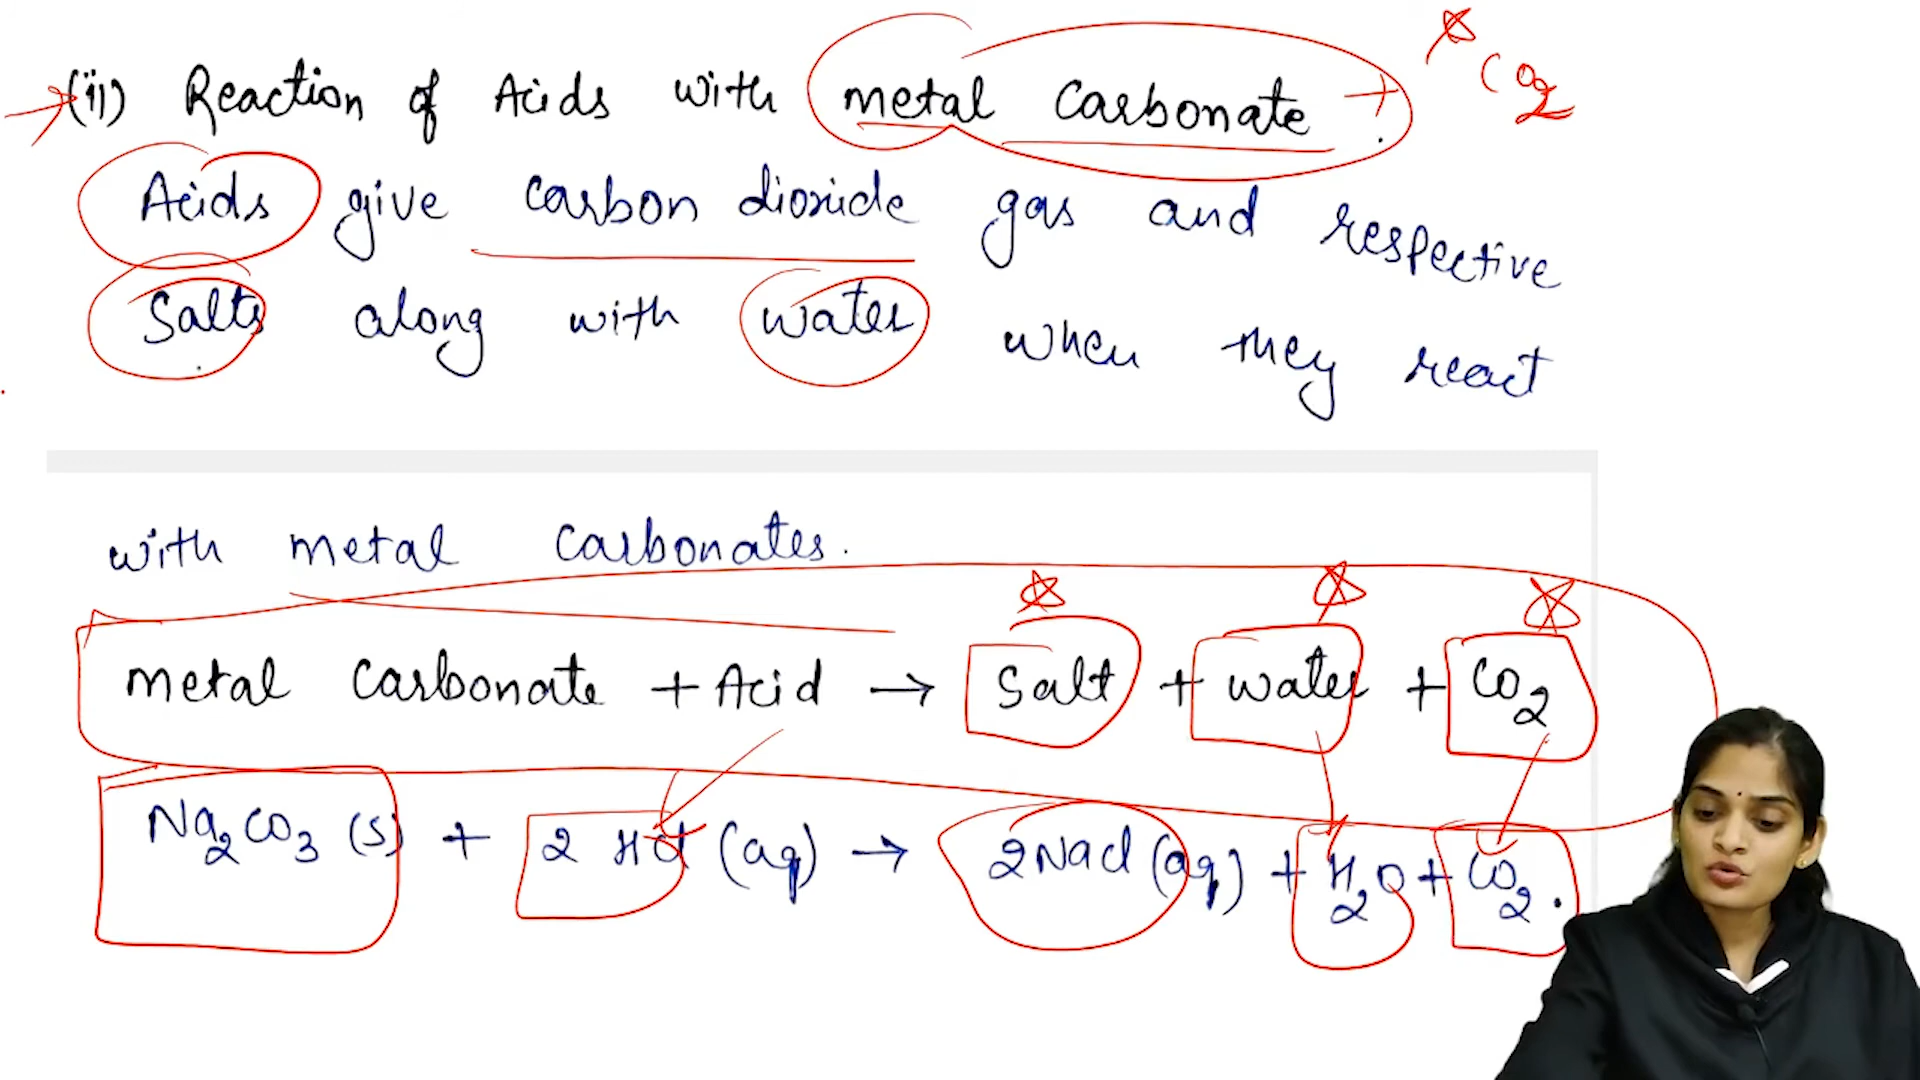 (ii) Reaction of Acids with metal carbonate. CO2
Acids give carbon dioxide gas and respective
Salts along with water when they react
with metal carbonates.
metal carbonate + Acid → Salt + water + CO2
Na2CO3 (s) + 2 HCl (aq) → 2NaCl (aq) + H2O + CO2.